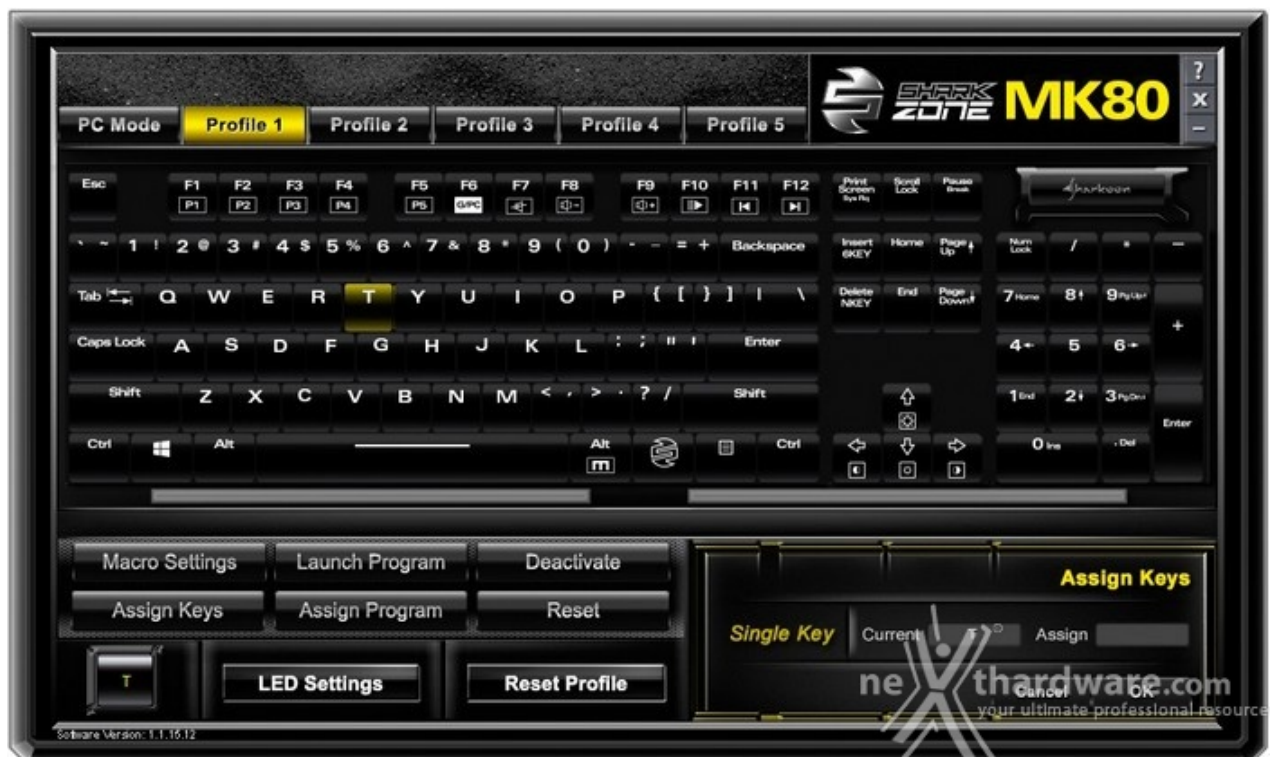 SHARK ZONE MK80 ?
x
PC Mode Profile 1 Profile 2 Profile 3 Profile 4 Profile 5 -
Esc F1 F2 F3 F4 F5 F6 F7 F8 F9 F10 F11 F12 Print Screen Sys Rq Scroll Lock Pause Break Sharkoon
P1 P2 P3 P4 P5 G/PC
` ~ 1 ! 2 @ 3 # 4 $ 5 % 6 ^ 7 & 8 * 9 ( 0 ) - _ = + Backspace Insert 6KEY Home Page Up Num Lock / * -
Tab Q W E R T Y U I O P { [ } ] | \ Delete NKEY End Page Down 7 Home 8 9 PgUp +
Caps Lock A S D F G H J K L : ; " ' Enter 4 5 6
Shift Z X C V B N M < , > . ? / Shift 1 End 2 3 PgDn Enter
Ctrl Alt Alt m Ctrl 0 Ins . Del
Macro Settings Launch Program Deactivate
Assign Keys Assign Program Reset
T LED Settings Reset Profile
Assign Keys
Single Key Current T Assign
Cancel OK
nexthardware.com
your ultimate professional resource
Software Version: 1.1.15.12